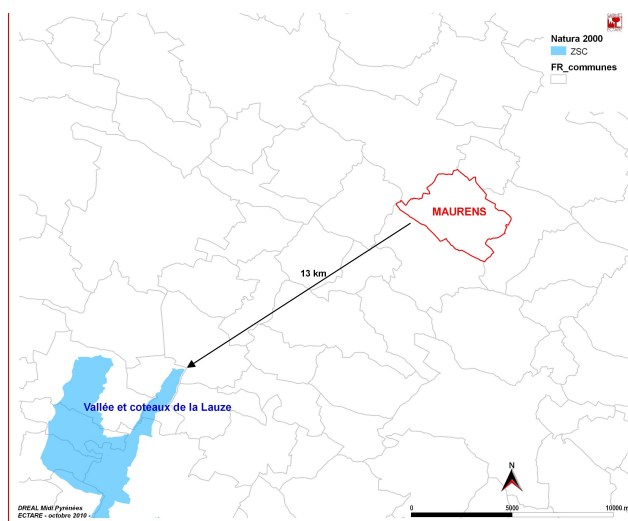 Natura 2000
ZSC
FR_communes
MAURENS
13 km
Vallée et coteaux de la Lauze
N
DREAL Midi Pyrénées
ECTARE - octobre 2010 -
0 5000 10000 m